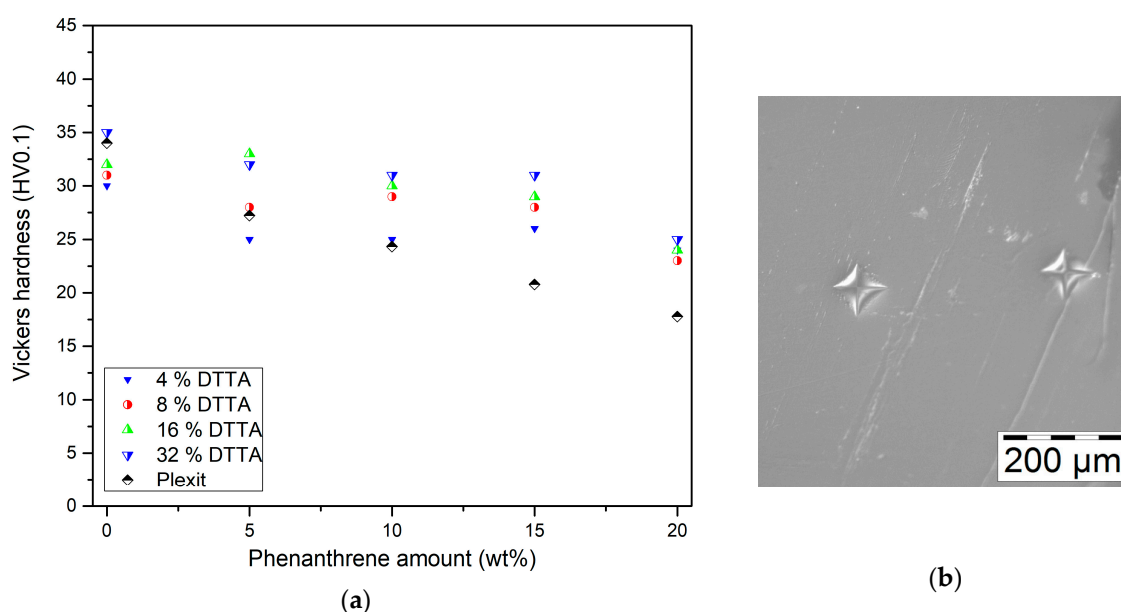 Vickers hardness (HV0.1)
45
40
35
30
25
20
15
10
5
0
4 % DTTA
8 % DTTA
16 % DTTA
32 % DTTA
Plexit
0
5
10
15
20
Phenanthrene amount (wt%)
(a)
200 µm
(b)